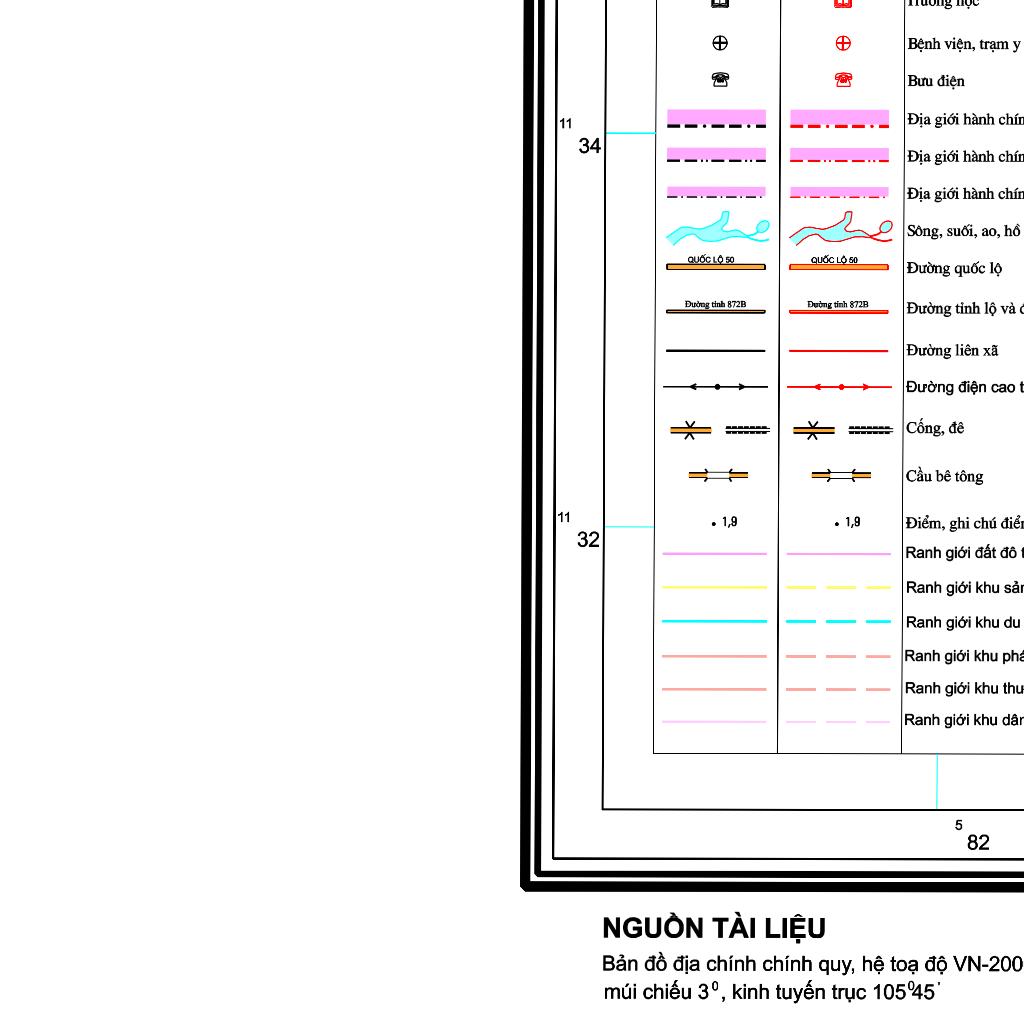 Trường học
Bệnh viện, trạm y
Bưu điện
11
34
Địa giới hành chín
Địa giới hành chín
Địa giới hành chín
Sông, suối, ao, hồ
QUỐC LỘ 50 QUỐC LỘ 50 Đường quốc lộ
Đường tỉnh 872B Đường tỉnh 872B Đường tỉnh lộ và đ
Đường liên xã
Đường điện cao t
Cống, đê
Cầu bê tông
11
32
1,9 1,9 Điểm, ghi chú điểm
Ranh giới đất đô t
Ranh giới khu sản
Ranh giới khu du
Ranh giới khu phá
Ranh giới khu thư
Ranh giới khu dân
5
82
NGUỒN TÀI LIỆU
Bản đồ địa chính chính quy, hệ toạ độ VN-200
múi chiếu 3⁰, kinh tuyến trục 105⁰45'